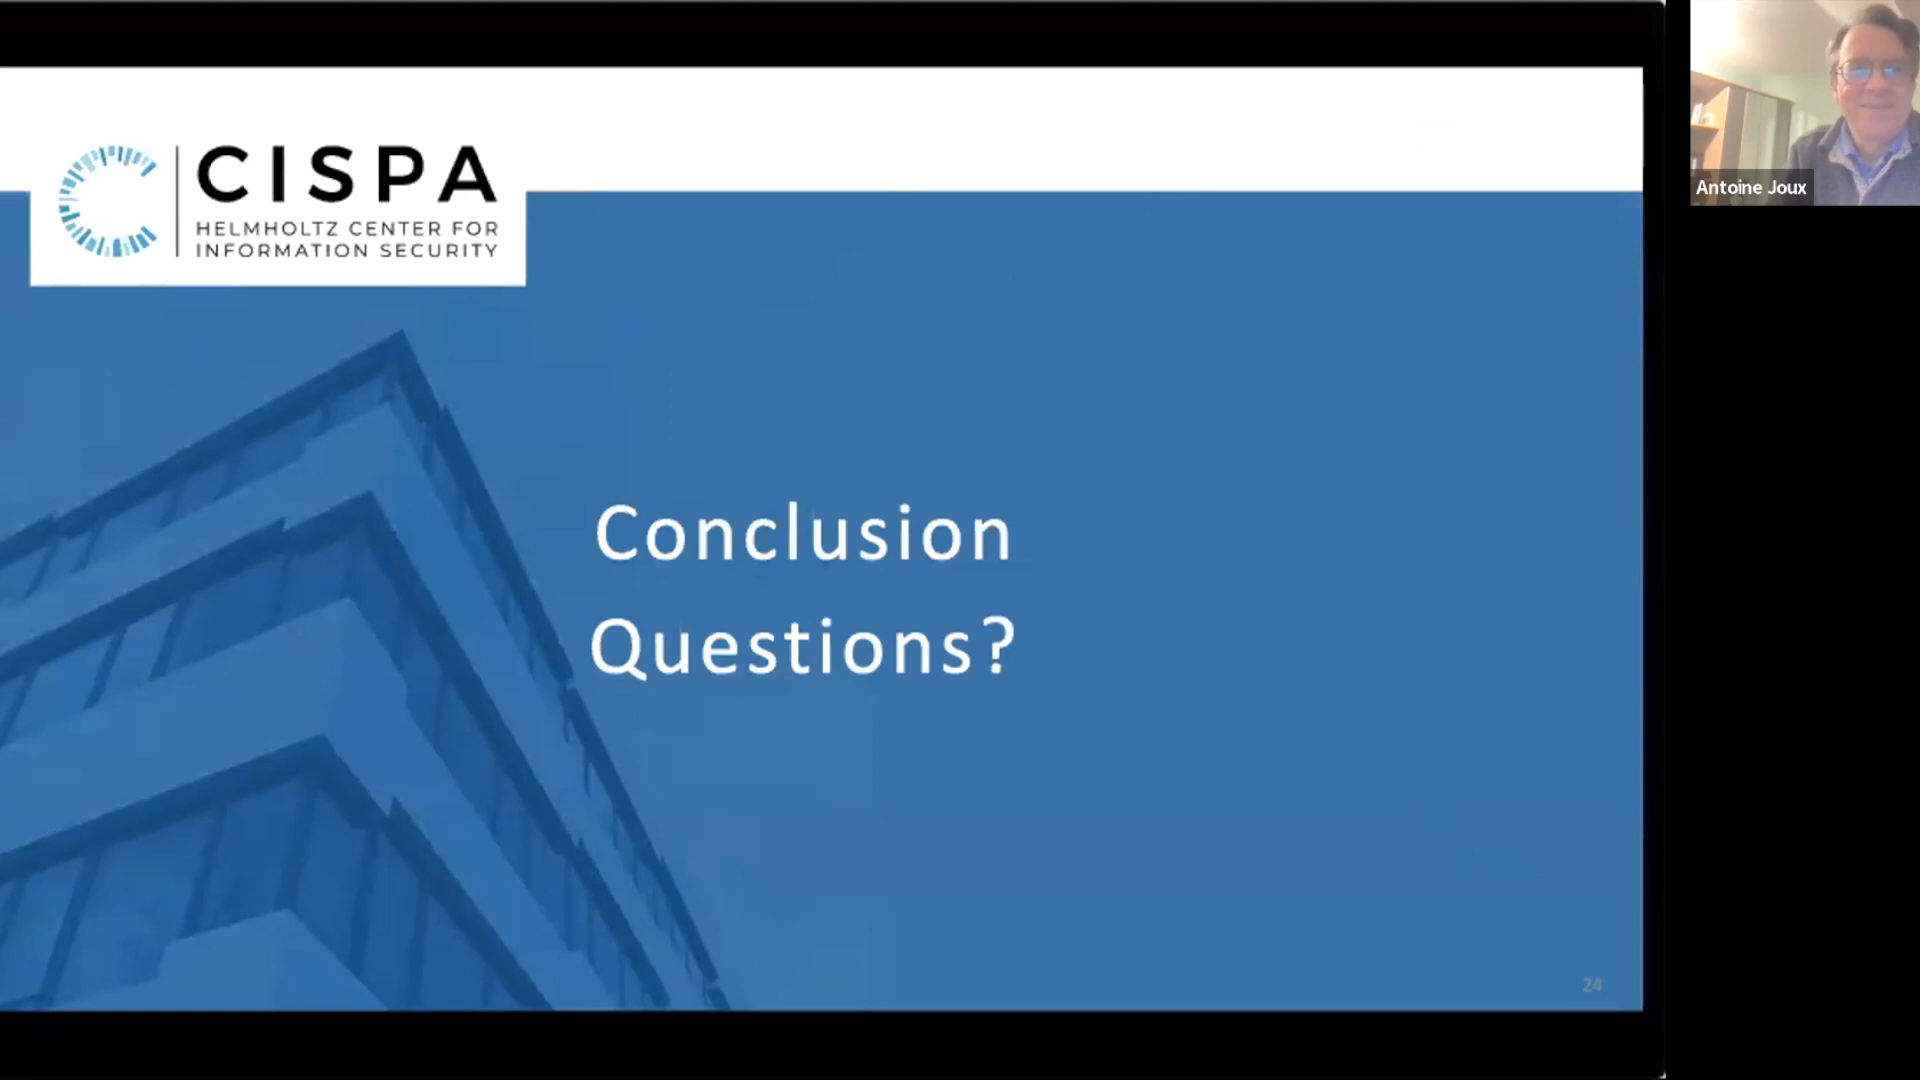 CISPA
HELMHOLTZ CENTER FOR
INFORMATION SECURITY
Antoine Joux
Conclusion
Questions?
24